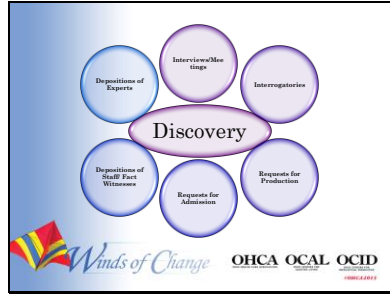 Interviews/Mee
tings
Depositions of
Experts
Interrogatories
Discovery
Depositions of
Staff/ Fact
Witnesses
Requests for
Production
Requests for
Admission
Winds of Change
OHCA OCAL OCID